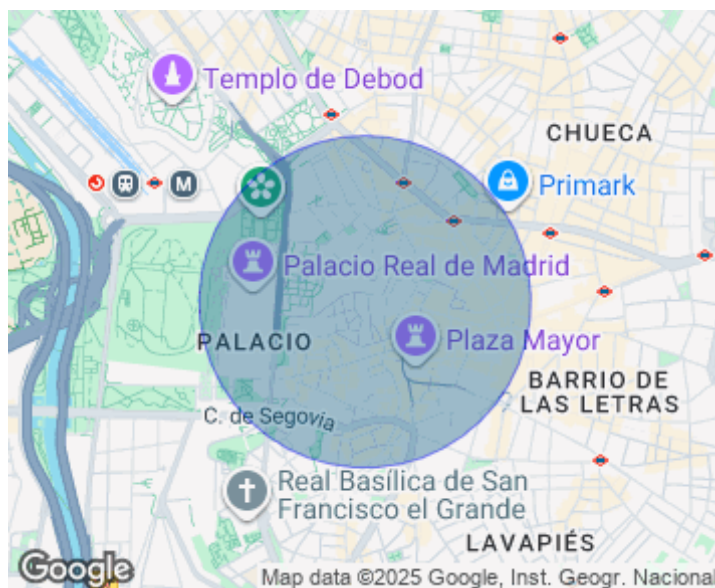 Templo de Debod
CHUECA
M
Primark
Palacio Real de Madrid
PALACIO
Plaza Mayor
BARRIO DE
LAS LETRAS
C. de Segovia
Real Basílica de San
Francisco el Grande
LAVAPIÉS
Google
Map data ©2025 Google, Inst. Geogr. Nacional